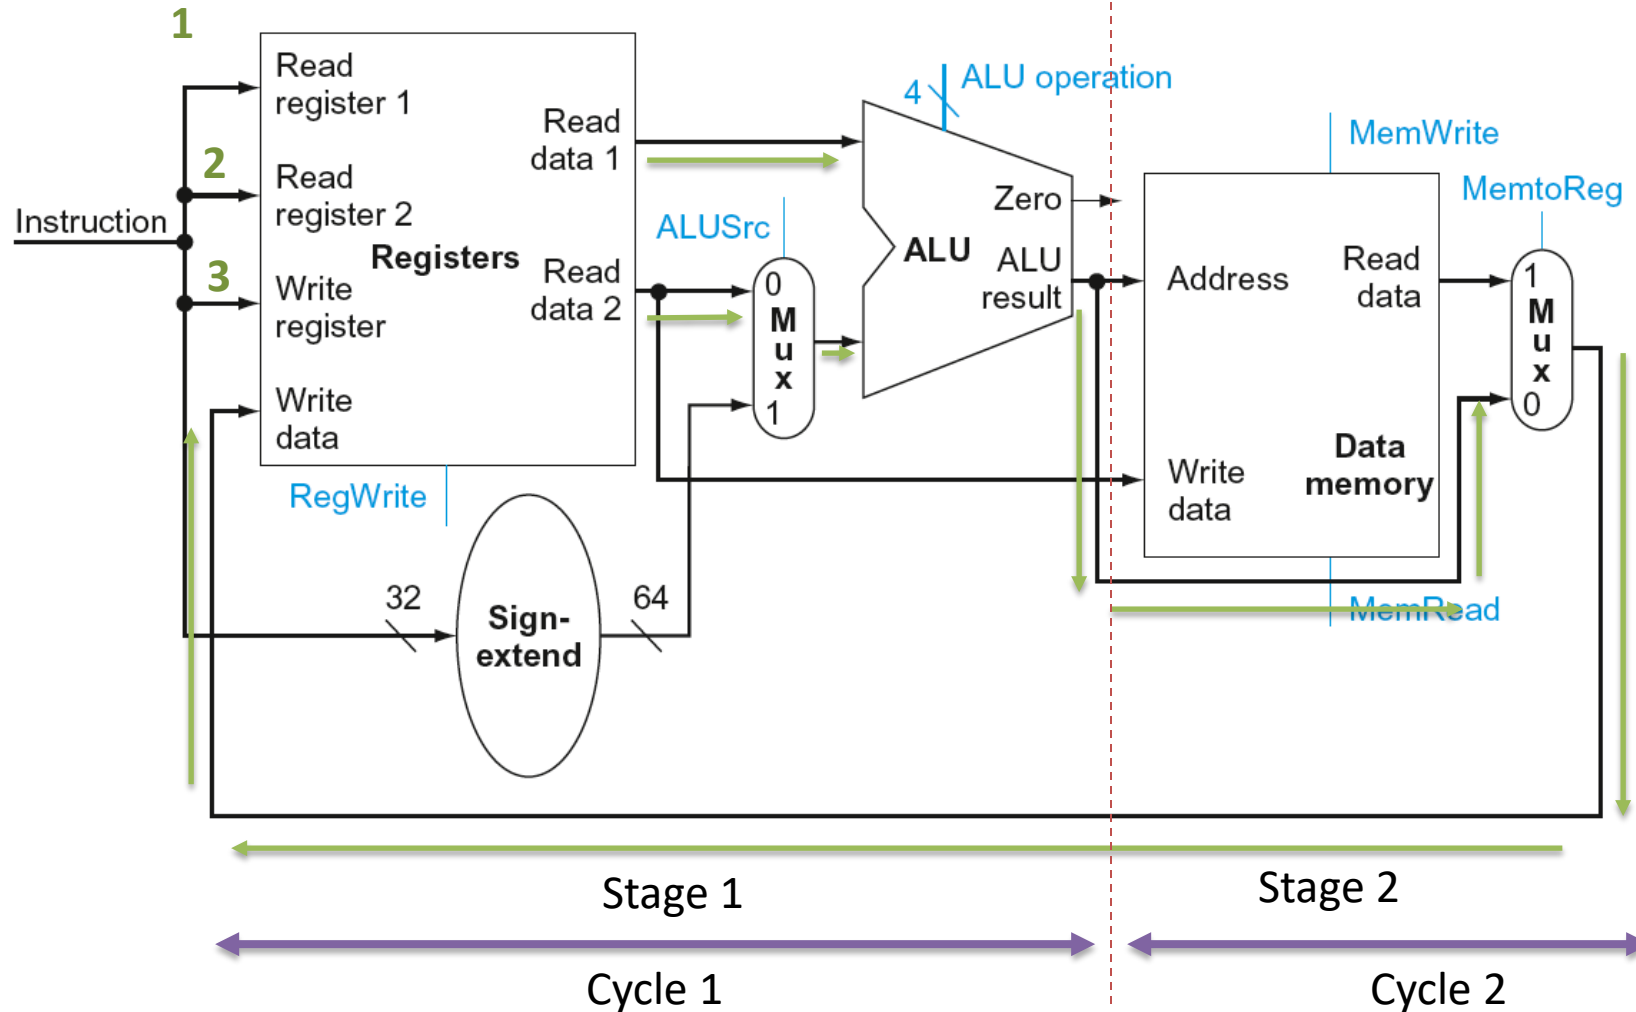 1
Read
register 1
2
Read
register 2
Instruction
3
Write
register
Write
data
Registers
Read
data 1
Read
data 2
RegWrite
32
Sign-
extend
64
ALUSrc
0
M
u
x
1
4
ALU operation
Zero
ALU
ALU
result
MemWrite
MemtoReg
Address
Read
data
Write
data
Data
memory
MemRead
1
M
u
x
0
Stage 1
Stage 2
Cycle 1
Cycle 2